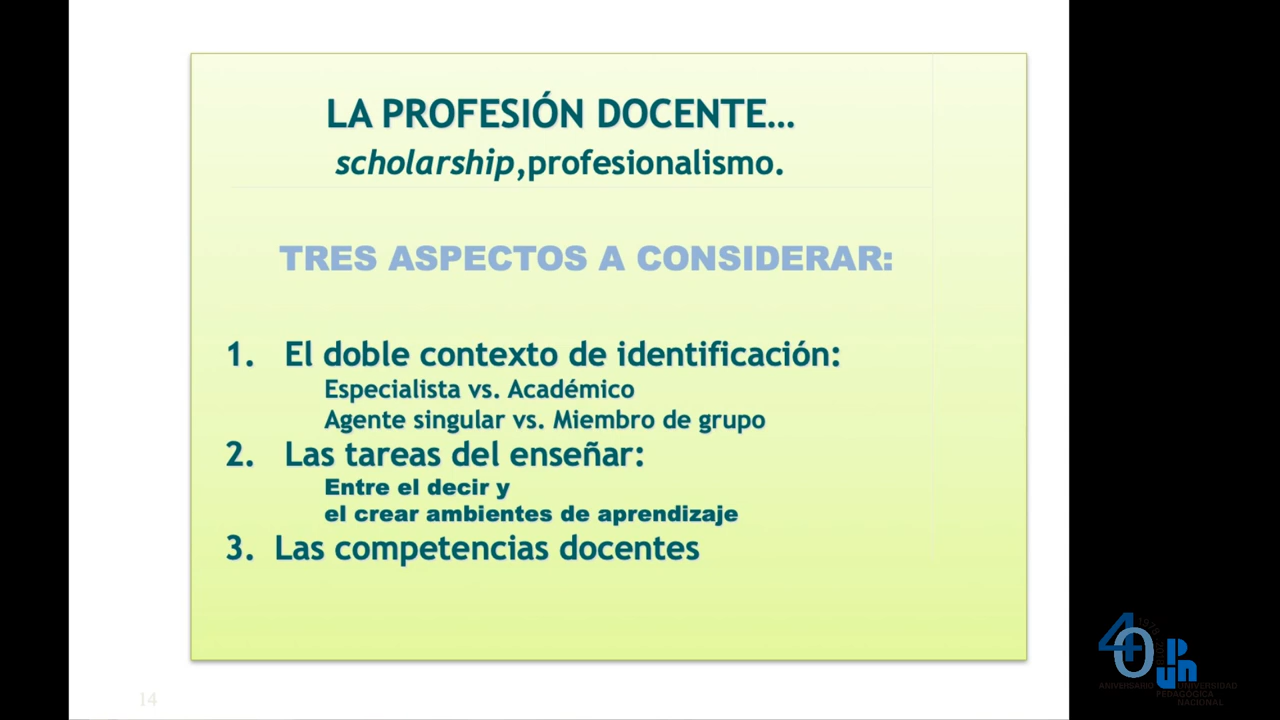 LA PROFESIÓN DOCENTE...
scholarship,profesionalismo.
TRES ASPECTOS A CONSIDERAR:
1. El doble contexto de identificación:
Especialista vs. Académico
Agente singular vs. Miembro de grupo
2. Las tareas del enseñar:
Entre el decir y
el crear ambientes de aprendizaje
3. Las competencias docentes
14
40
upn
ANIVERSARIO UNIVERSIDAD
PEDAGÓGICA
NACIONAL